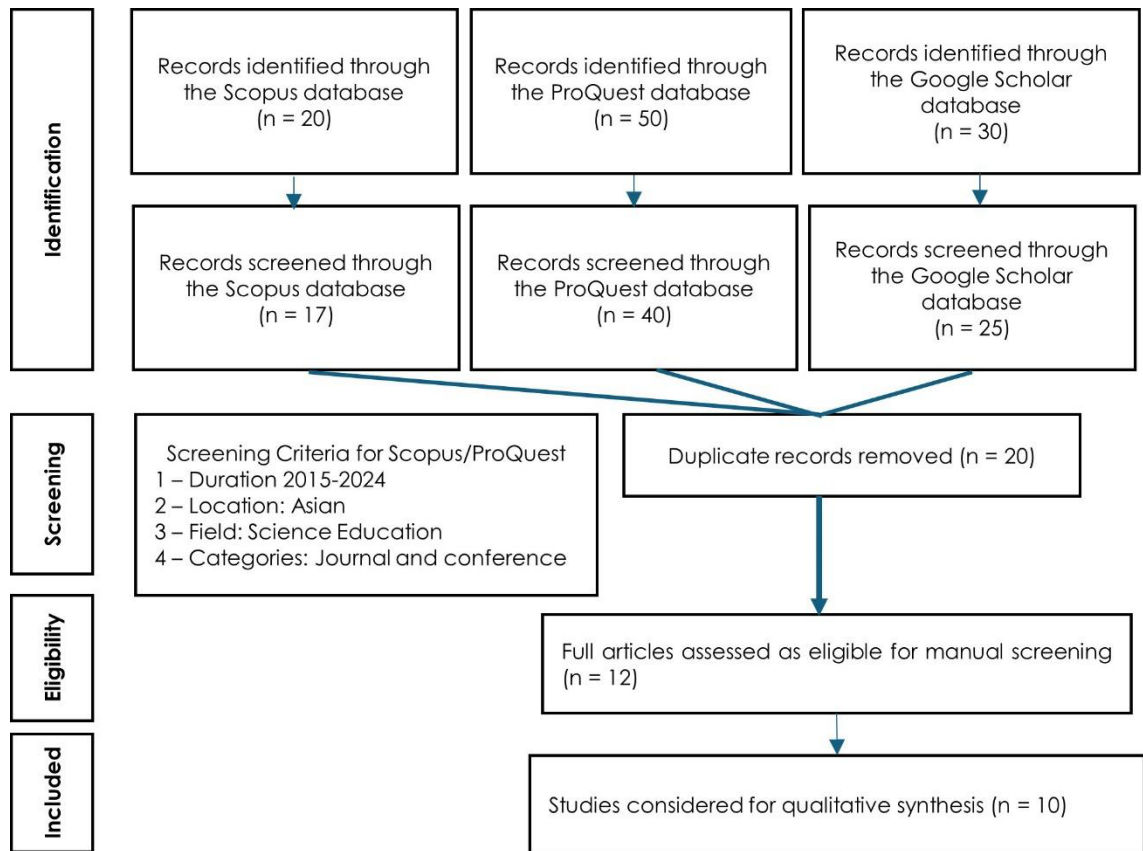 Identification
Records identified through
the Scopus database
(n = 20)
Records identified through
the ProQuest database
(n = 50)
Records identified through
the Google Scholar
database
(n = 30)
Records screened through
the Scopus database
(n = 17)
Records screened through
the ProQuest database
(n = 40)
Records screened through
the Google Scholar
database
(n = 25)
Screening
Screening Criteria for Scopus/ProQuest
1 – Duration 2015-2024
2 – Location: Asian
3 – Field: Science Education
4 – Categories: Journal and conference
Duplicate records removed (n = 20)
Eligibility
Full articles assessed as eligible for manual screening
(n = 12)
Included
Studies considered for qualitative synthesis (n = 10)